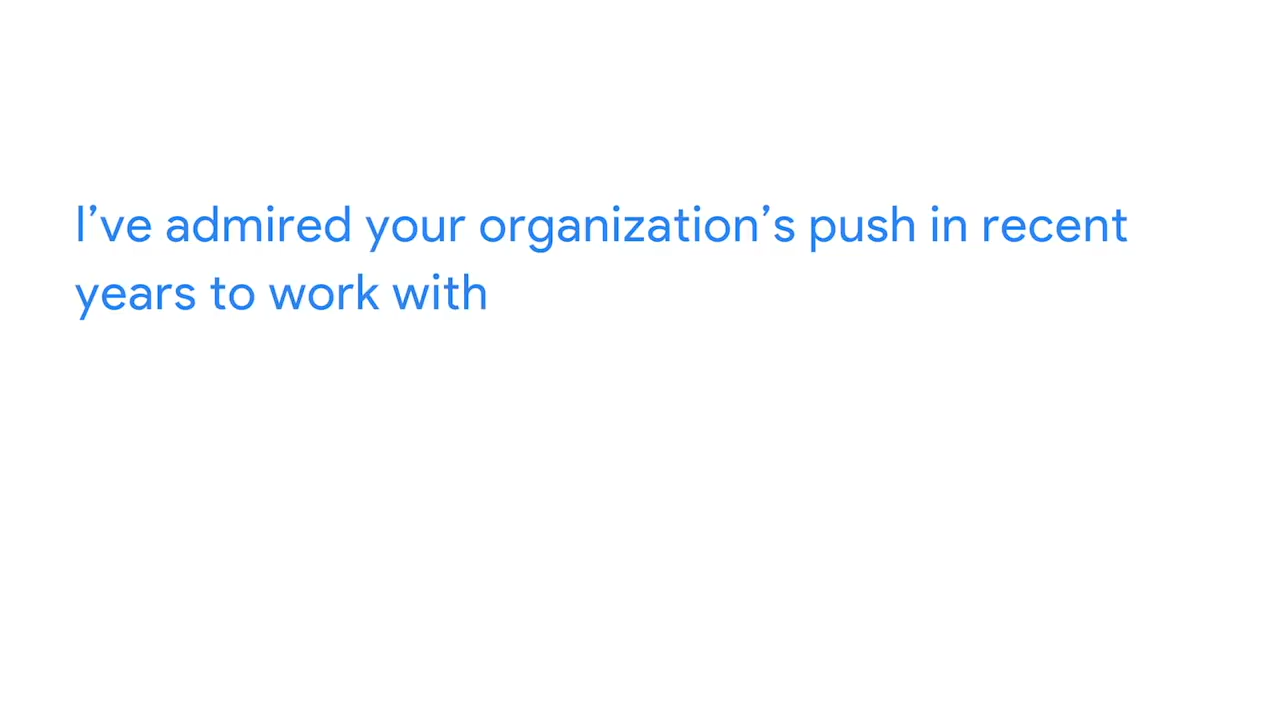 I’ve admired your organization’s push in recent
years to work with